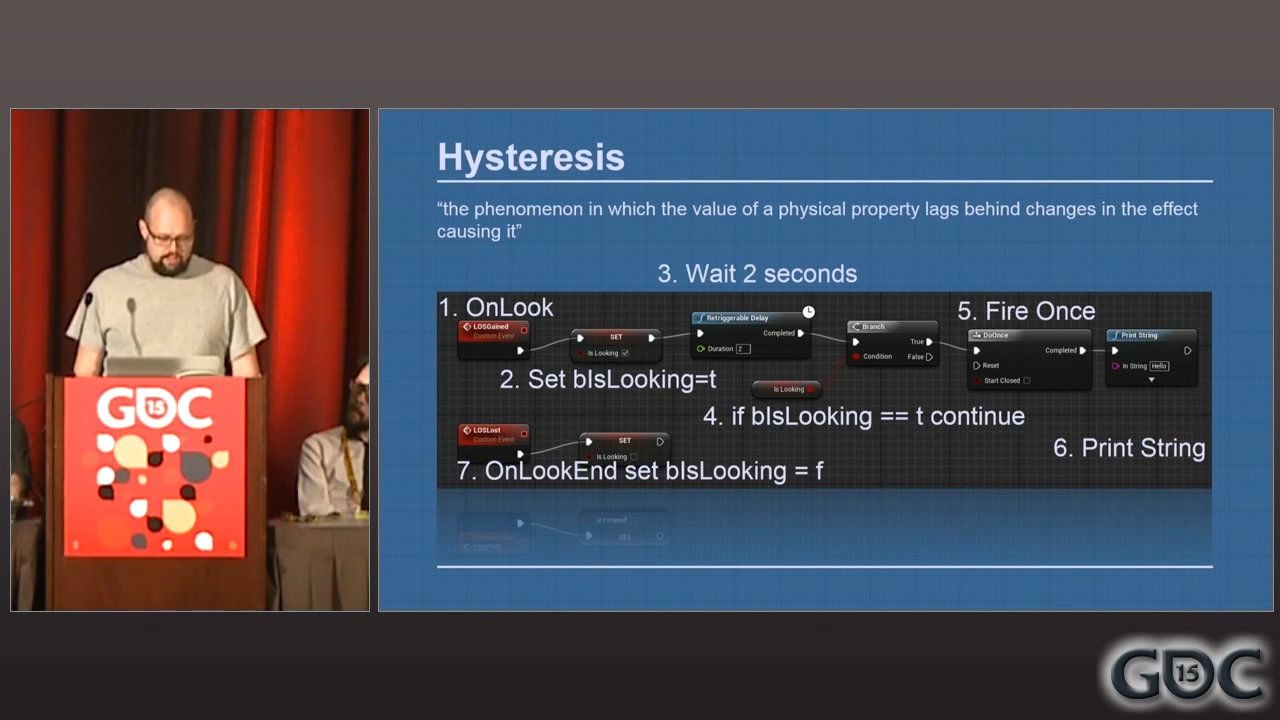 Hysteresis
“the phenomenon in which the value of a physical property lags behind changes in the effect
causing it”
3. Wait 2 seconds
1. OnLook
5. Fire Once
LOSGained
Custom Event
SET
Is Looking
Retriggerable Delay
Completed
Duration 2
Branch
True
Condition
False
DoOnce
Completed
Reset
Start Closed
Print String
In String Hello
2. Set bIsLooking=t
Is Looking
4. if bIsLooking == t continue
LOSLost
Custom Event
SET
Is Looking
6. Print String
7. OnLookEnd set bIsLooking = f
GDC
15
GDC
15